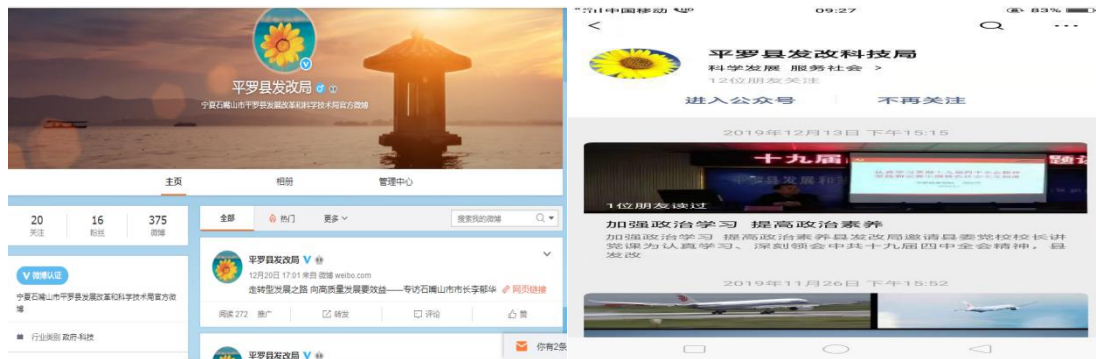 平罗县发改局
宁夏石嘴山市平罗县发展改革和科学技术局官方微博
主页 相册 管理中心
20 16 375
关注 粉丝 微博
全部 热门 更多
搜索我的微博
微博认证
宁夏石嘴山市平罗县发展改革和科学技术局官方微
博
行业类别 政府-科技
平罗县发改局
12月20日 17:01 来自 微博 weibo.com
走转型发展之路 向高质量发展要效益——专访石嘴山市市长李郁华 网页链接
阅读 272 推广 转发 评论 赞
平罗县发改局
你有2条
中国移动 09:27 83%
平罗县发改科技局
科学发展 服务社会 >
12位朋友关注
进入公众号 不再关注
2019年12月13日 下午15:15
十九届
1位朋友读过
加强政治学习 提高政治素养
加强政治学习 提高政治素养县发改局邀请县委党校校长讲
党课为认真学习、深刻领会中共十九届四中全会精神，县
发改
2019年11月26日 下午15:52